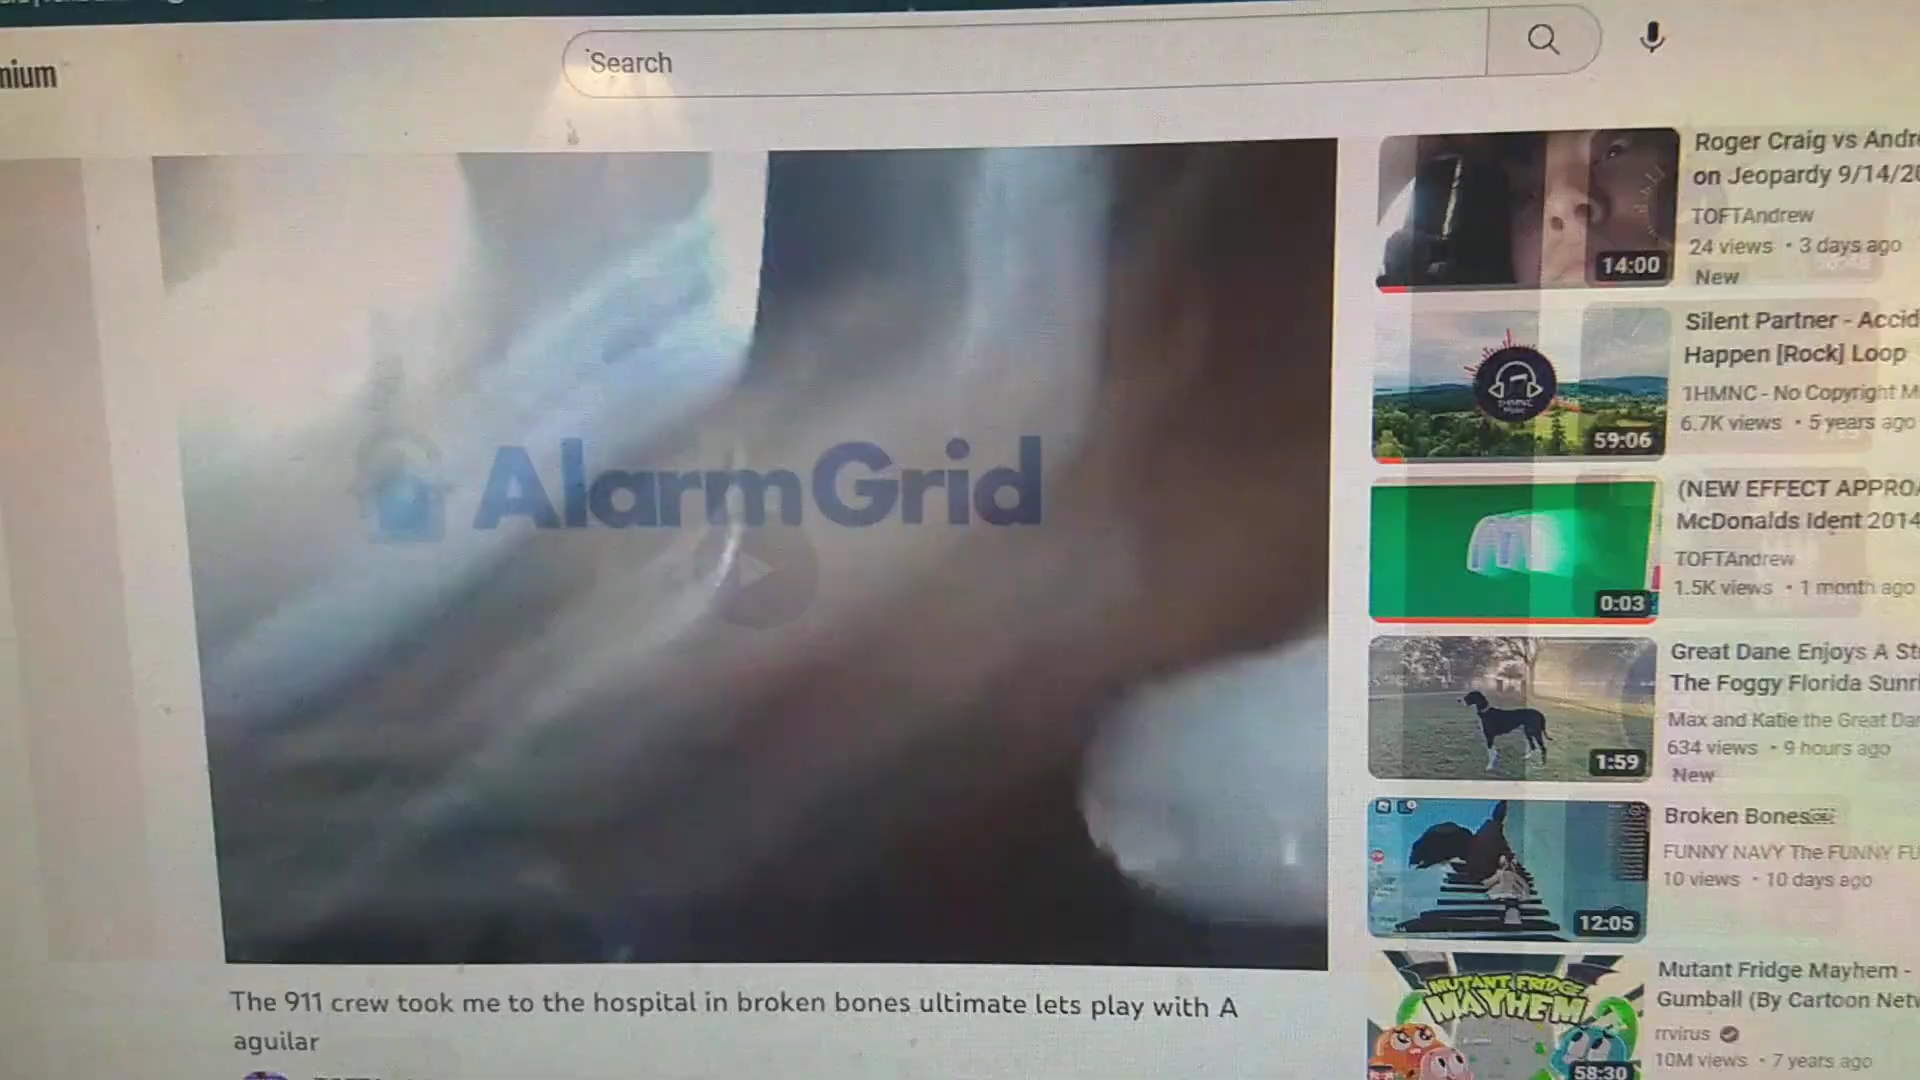 nium
Search
AlarmGrid
The 911 crew took me to the hospital in broken bones ultimate lets play with A
aguilar
Roger Craig vs Andr
on Jeopardy 9/14/20
TOFTAndrew
24 views • 3 days ago
New
14:00
Silent Partner - Accid
Happen [Rock] Loop
1HMNC - No Copyright M
6.7K views • 5 years ago
59:06
(NEW EFFECT APPROA
McDonalds Ident 2014
TOFTAndrew
1.5K views • 1 month ago
0:03
Great Dane Enjoys A St
The Foggy Florida Sunri
Max and Katie the Great Dan
634 views • 9 hours ago
New
1:59
Broken Bones
FUNNY NAVY The FUNNY FU
10 views • 10 days ago
12:05
Mutant Fridge Mayhem -
Gumball (By Cartoon Netw
rrvirus
10M views • 7 years ago
MUTANT FRIDGE
MAYHEM
58:30